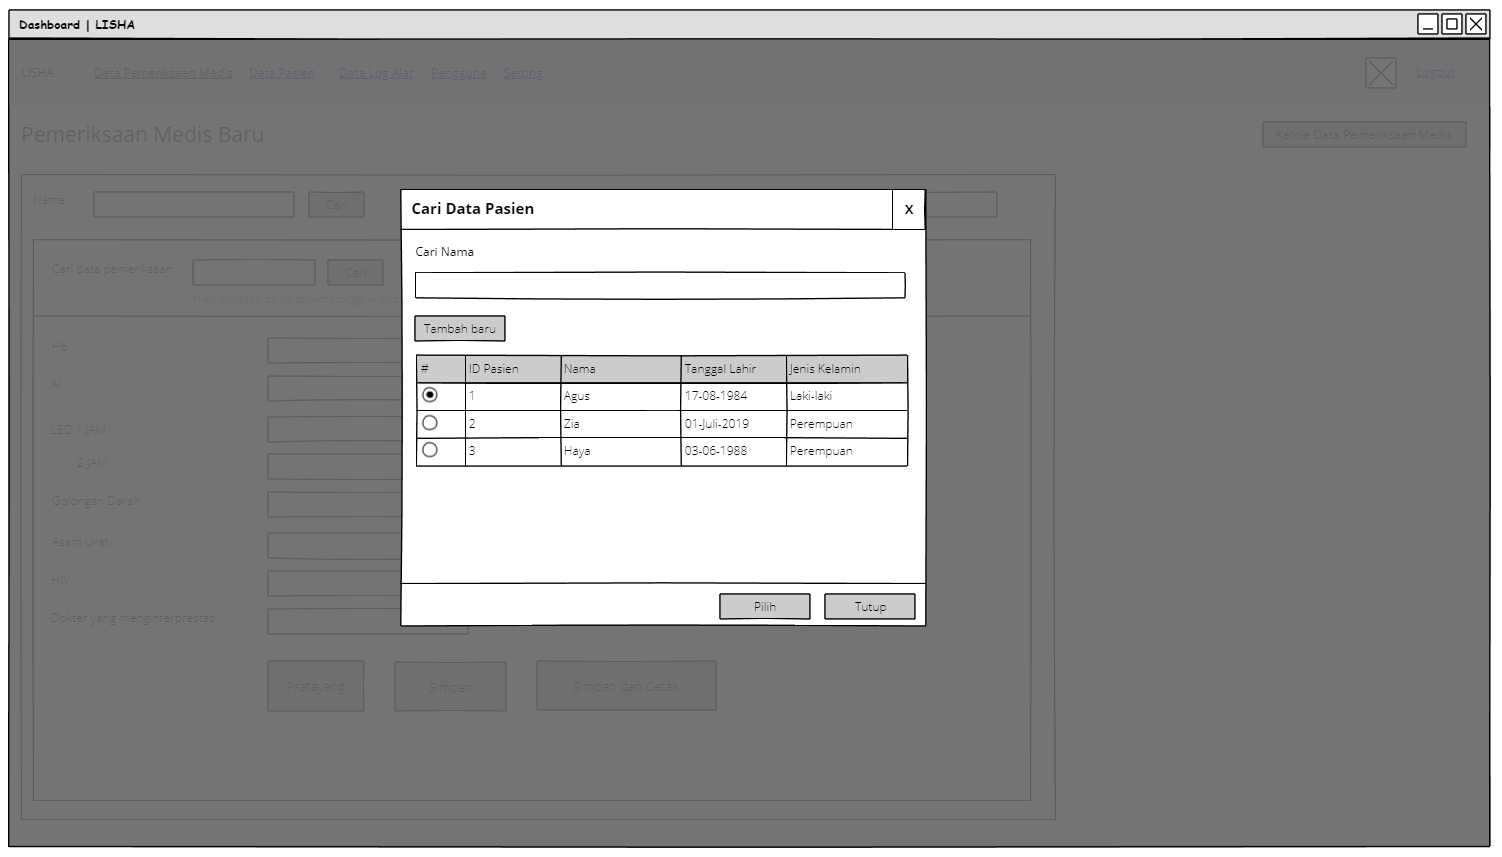 Dashboard | LISHA
LISHA Data Pemeriksaan Medis Data Pasien Data Log Alat Pengguna Setting Logout
Pemeriksaan Medis Baru Kelola Data Pemeriksaan Medis
Nama Cari
Cari Data Pasien X
Cari Nama
Cari data pemeriksaan Cari
*Pemeriksaan dari alat hematology
Tambah baru
# ID Pasien Nama Tanggal Lahir Jenis Kelamin
1 Agus 17-08-1984 Laki-laki
2 Zia 01-Juli-2019 Perempuan
3 Haya 03-06-1988 Perempuan
Hb
Al
LED 1 JAM
2 JAM
Golongan Darah
Asam Urat
HIV
Dokter yang menginterprestasi
Pilih Tutup
Pratayang Simpan Simpan dan Cetak